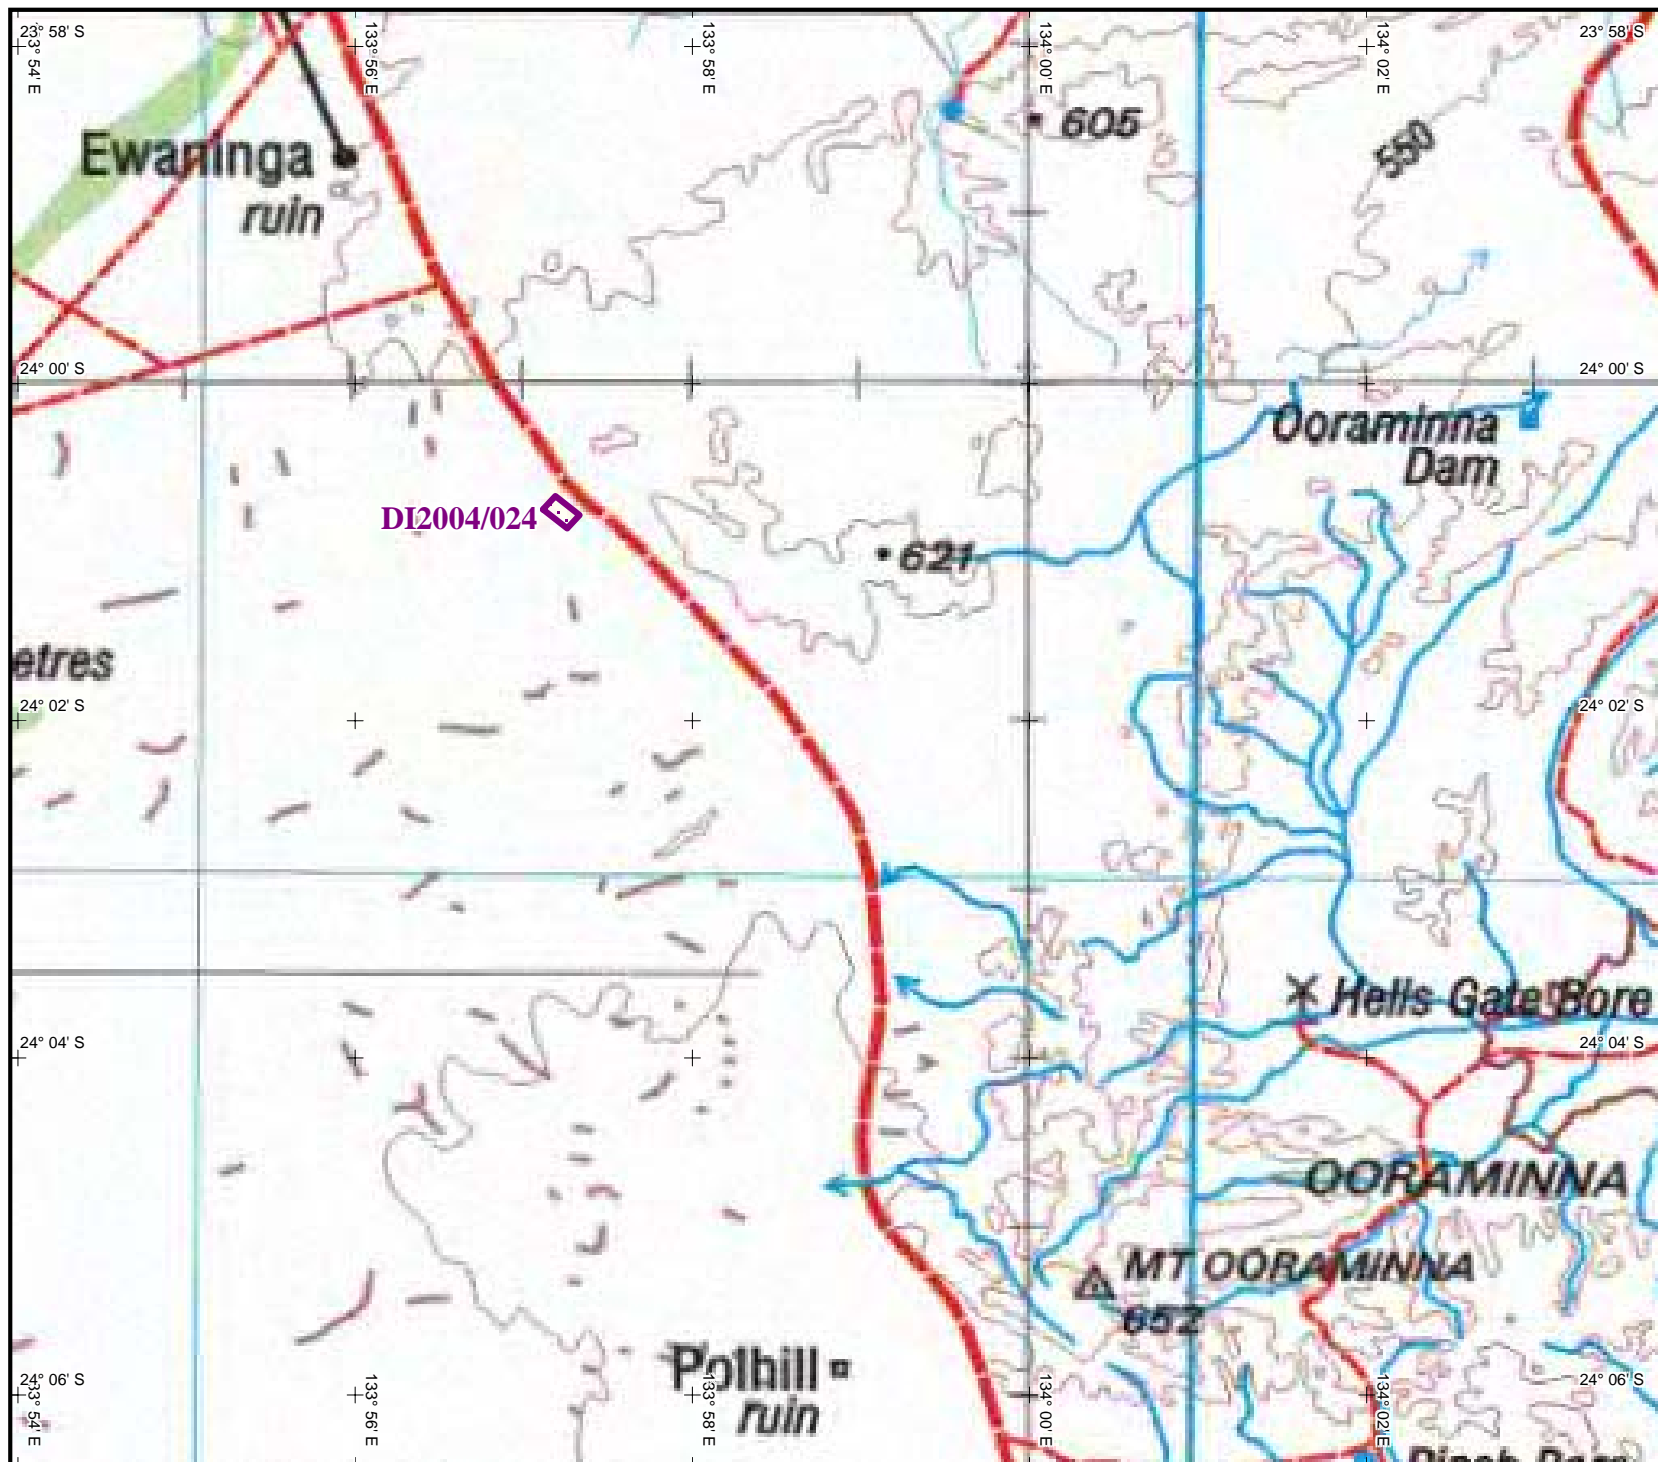 23° 58' S
133° 54' E
133° 56' E
133° 58' E
134° 00' E
134° 02' E
23° 58' S
605
550
Ewaninga
ruin
24° 00' S
24° 00' S
Ooraminna
Dam
DI2004/024
621
etres
24° 02' S
24° 02' S
Hells Gate Bore
24° 04' S
24° 04' S
OORAMINNA
MT OORAMINNA
652
Polhill
ruin
24° 06' S
24° 06' S
133° 54' E
133° 56' E
133° 58' E
134° 00' E
134° 02' E